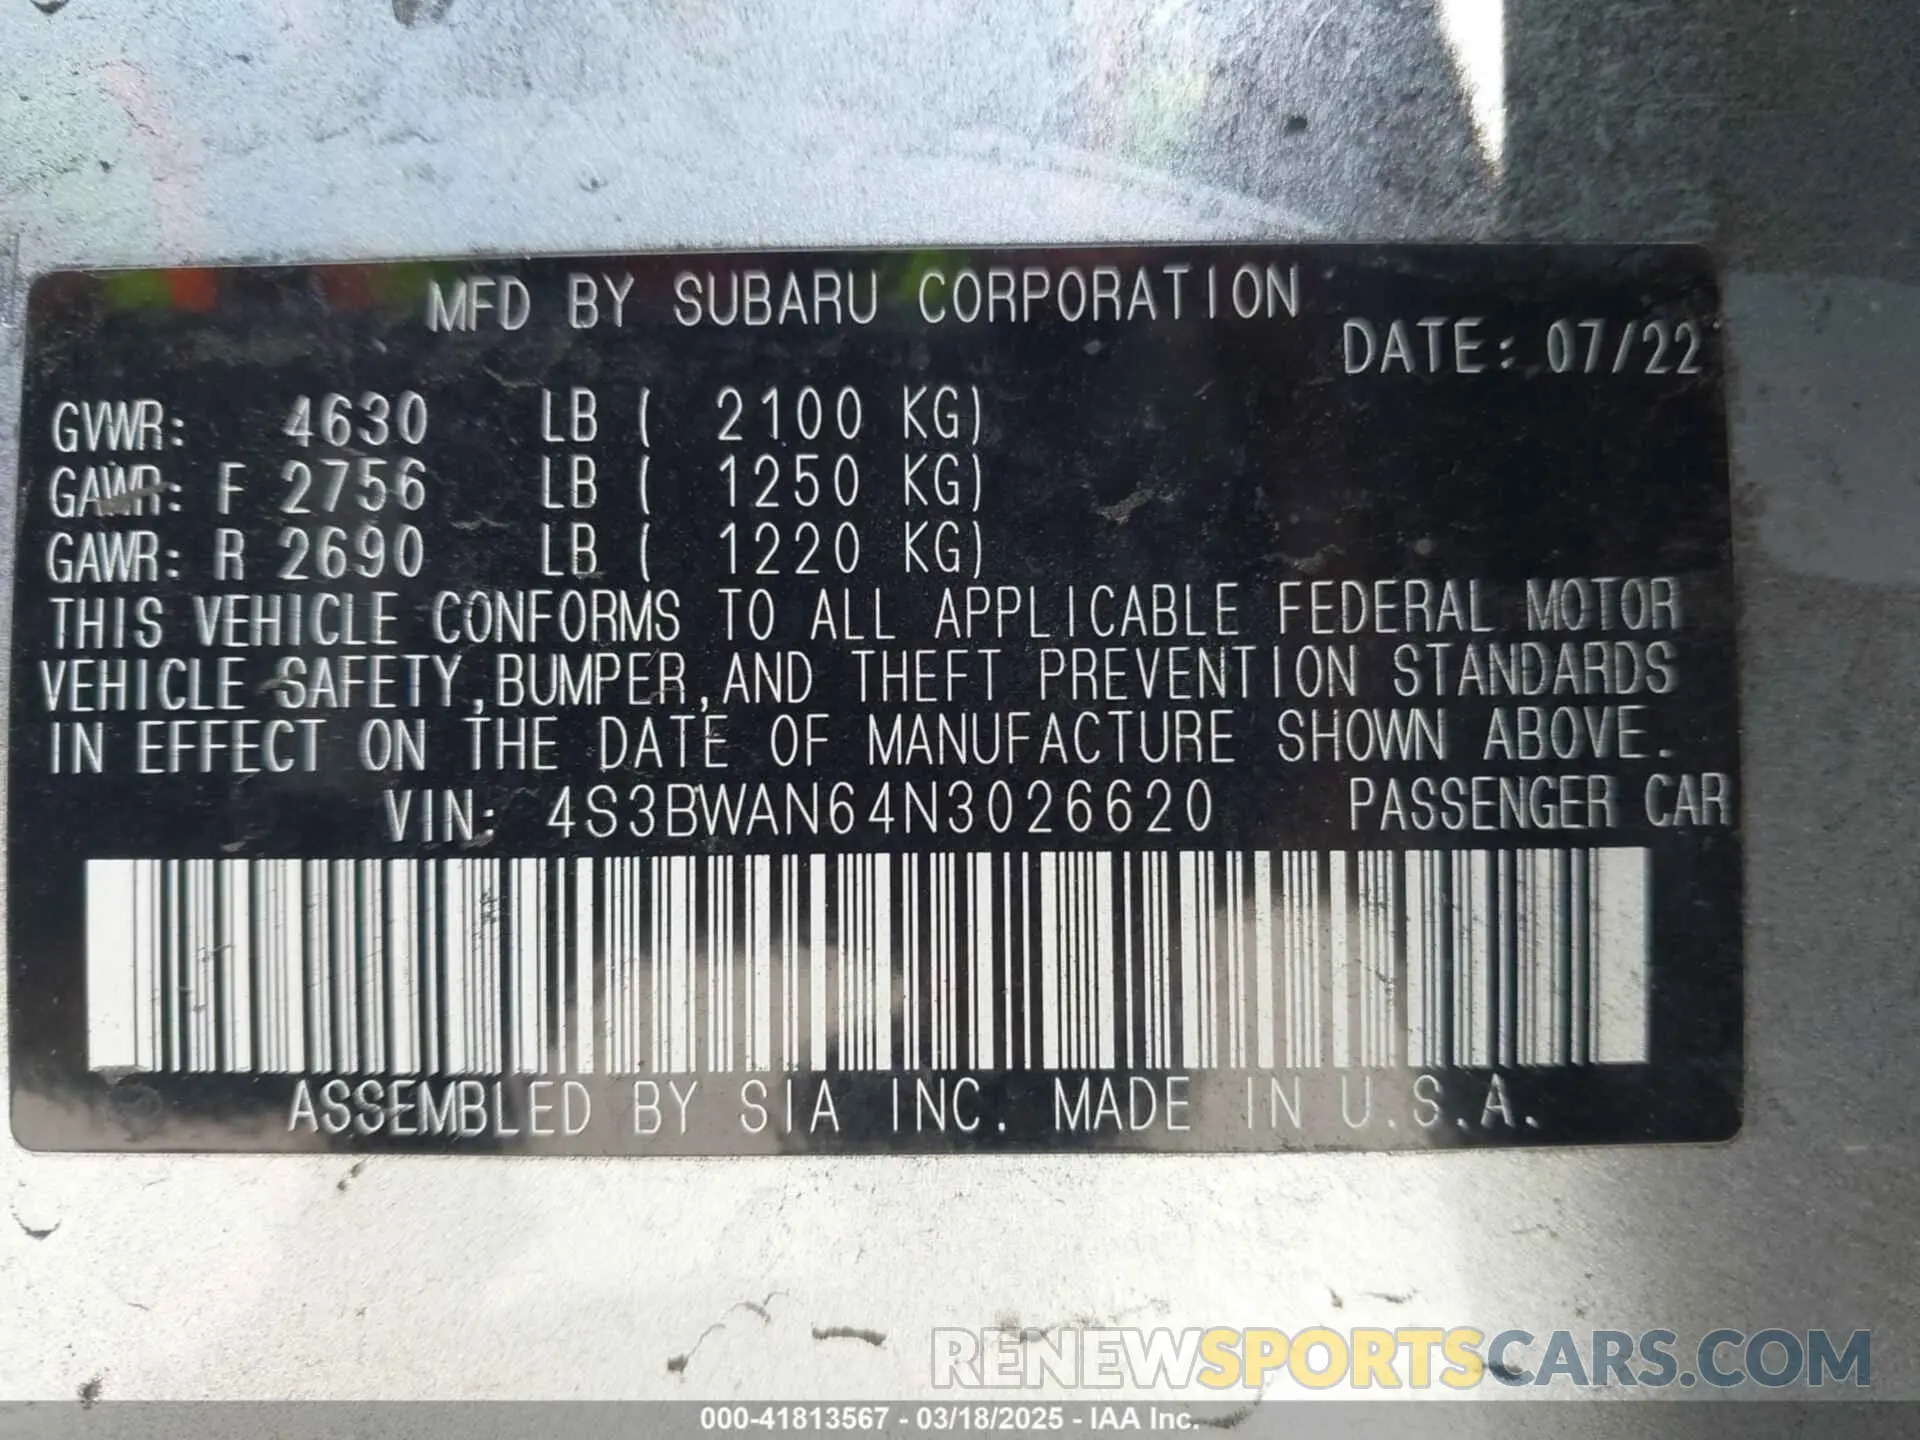 MFD BY SUBARU CORPORATION
DATE: 07/22
GVWR: 4630 LB ( 2100 KG)
GAWR: F 2756 LB ( 1250 KG)
GAWR: R 2690 LB ( 1220 KG)
THIS VEHICLE CONFORMS TO ALL APPLICABLE FEDERAL MOTOR
VEHICLE SAFETY,BUMPER,AND THEFT PREVENTION STANDARDS
IN EFFECT ON THE DATE OF MANUFACTURE SHOWN ABOVE.
VIN: 4S3BWAN64N3026620 PASSENGER CAR
ASSEMBLED BY SIA INC. MADE IN U.S.A.
RENEWSPORTSCARS.COM
000-41813567 - 03/18/2025 - IAA Inc.